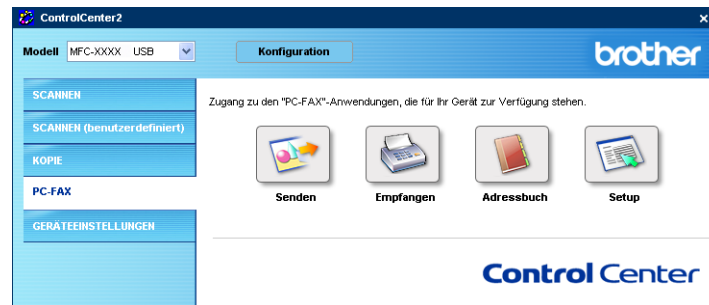 ControlCenter2
Modell MFC-XXXX USB Konfiguration brother
SCANNEN
SCANNEN (benutzerdefiniert)
KOPIE
PC-FAX
GERÄTEEINSTELLUNGEN
Zugang zu den "PC-FAX"-Anwendungen, die für Ihr Gerät zur Verfügung stehen.
Senden Empfangen Adressbuch Setup
Control Center